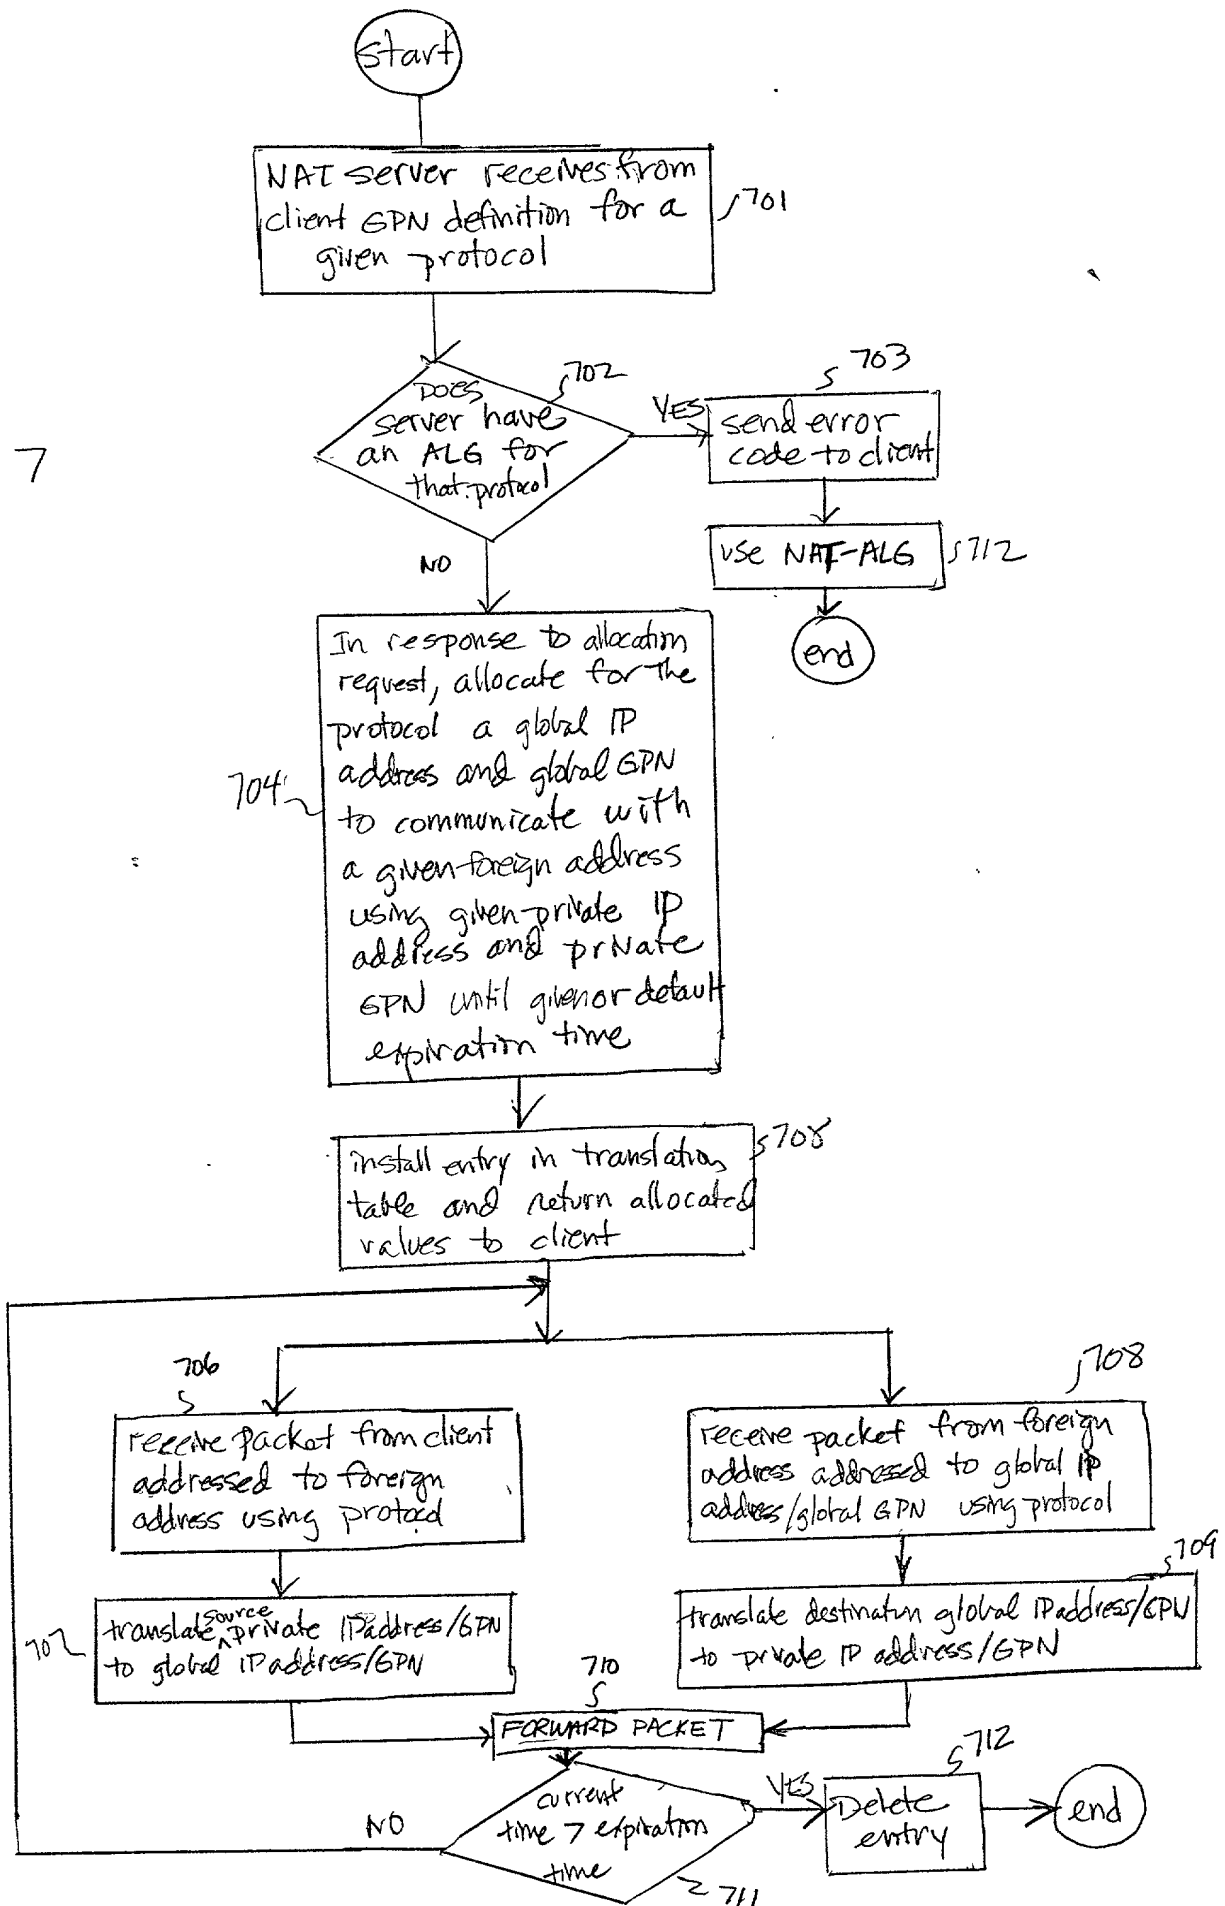 start
NAT server receives from
client GPN definition for a
given protocol
701
702
DOES
server have
an ALG for
that protocol
YES
703
send error
code to client
7
NO
use NAT-ALG
712
end
In response to allocation
request, allocate for the
protocol a global IP
address and global GPN
to communicate with
a given foreign address
using given private IP
address and private
GPN until given or default
expiration time
704
705
install entry in translation
table and return allocated
values to client
706
708
receive packet from client
addressed to foreign
address using protocol
receive packet from foreign
address addressed to global IP
address/global GPN using protocol
709
707
translate source private IP address/GPN
to global IP address/GPN
translate destination global IP address/GPN
to private IP address/GPN
710
FORWARD PACKET
712
NO
current
time > expiration
time
YES
Delete
entry
end
711